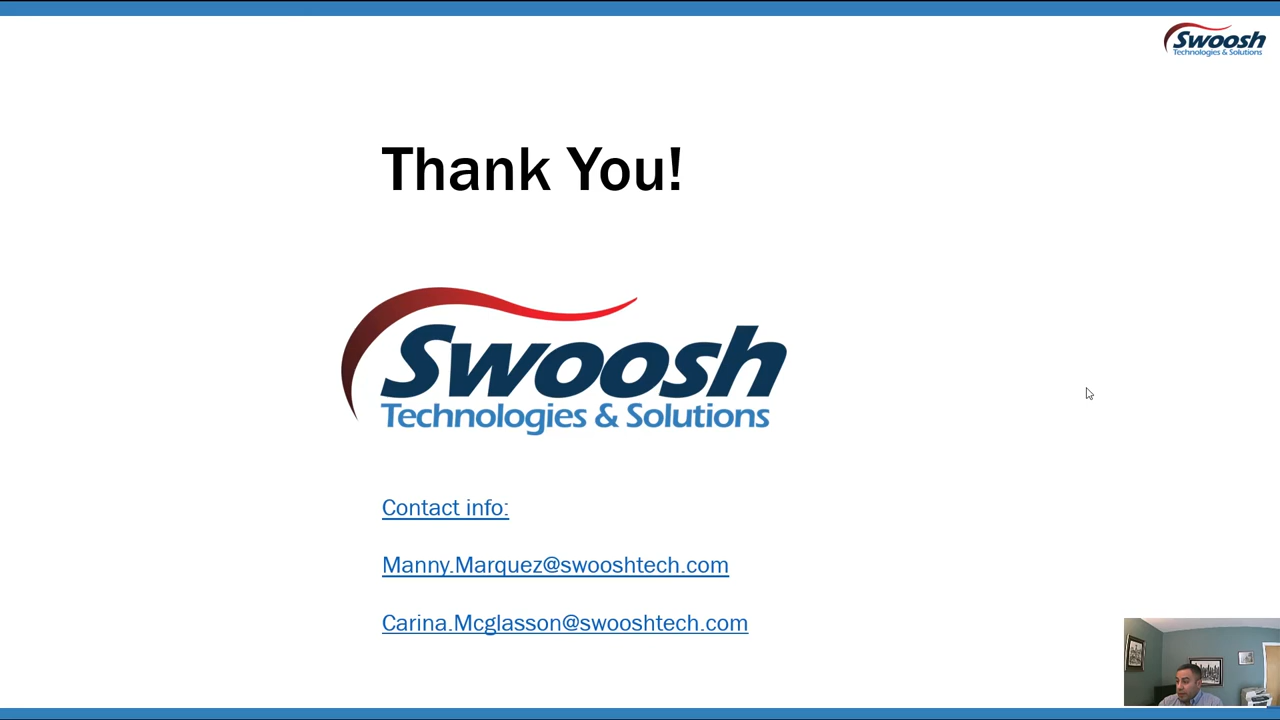 Swoosh
Technologies & Solutions
Thank You!
Swoosh
Technologies & Solutions
Contact info:
Manny.Marquez@swooshtech.com
Carina.Mcglasson@swooshtech.com